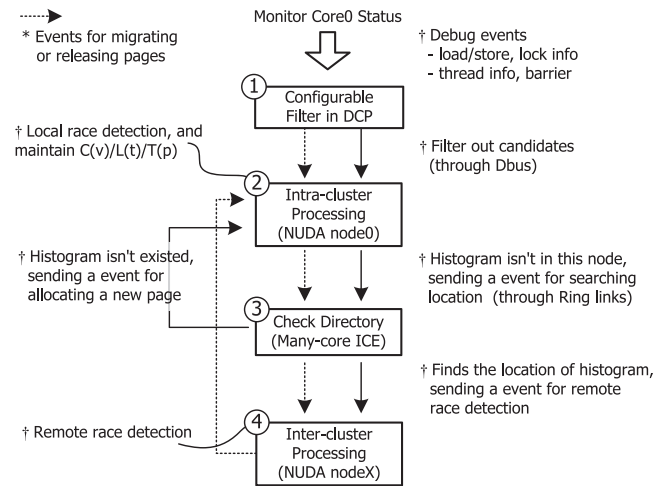 Monitor Core0 Status
* Events for migrating
or releasing pages
† Debug events
- load/store, lock info
- thread info, barrier
1
Configurable
Filter in DCP
† Local race detection, and
maintain C(v)/L(t)/T(p)
† Filter out candidates
(through Dbus)
2
Intra-cluster
Processing
(NUDA node0)
† Histogram isn't existed,
sending a event for
allocating a new page
† Histogram isn't in this node,
sending a event for searching
location (through Ring links)
3
Check Directory
(Many-core ICE)
† Finds the location of histogram,
sending a event for remote
race detection
† Remote race detection
4
Inter-cluster
Processing
(NUDA nodeX)